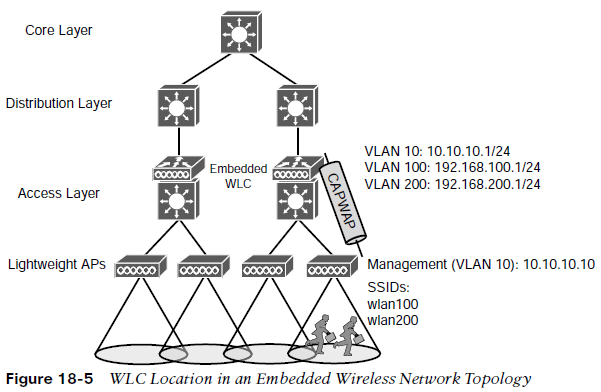 Core Layer
Distribution Layer
Embedded
WLC
VLAN 10: 10.10.10.1/24
VLAN 100: 192.168.100.1/24
VLAN 200: 192.168.200.1/24
Access Layer
CAPWAP
Lightweight APs
Management (VLAN 10): 10.10.10.10
SSIDs:
wlan100
wlan200
Figure 18-5 WLC Location in an Embedded Wireless Network Topology